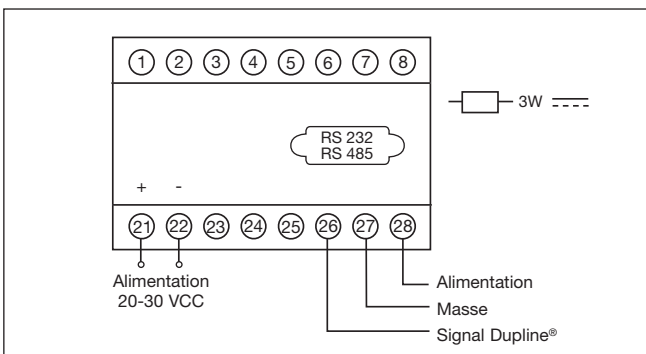 1 2 3 4 5 6 7 8
3W
RS 232
RS 485
+ -
21 22 23 24 25 26 27 28
Alimentation
20-30 VCC
Alimentation
Masse
Signal Dupline®